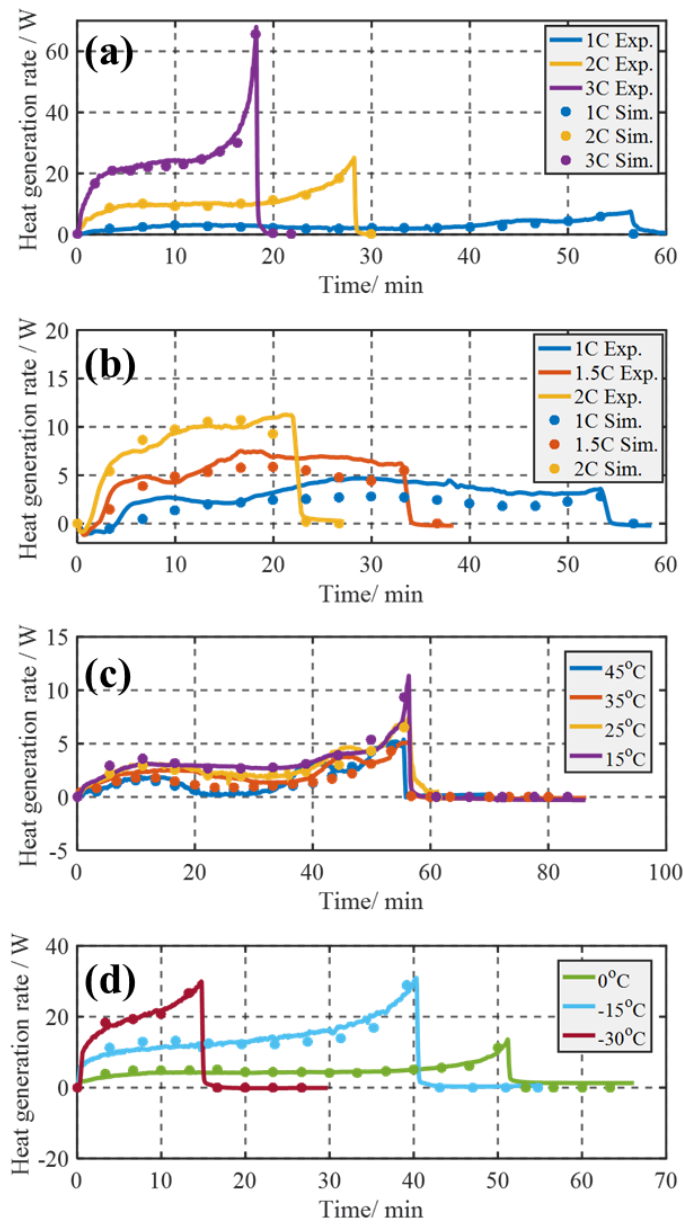 (a)
Heat generation rate / W
60
40
20
0
1C Exp.
2C Exp.
3C Exp.
1C Sim.
2C Sim.
3C Sim.
0 10 20 30 40 50 60
Time/ min
(b)
Heat generation rate / W
20
15
10
5
0
1C Exp.
1.5C Exp.
2C Exp.
1C Sim.
1.5C Sim.
2C Sim.
0 10 20 30 40 50 60
Time/ min
(c)
Heat generation rate / W
15
10
5
0
-5
45°C
35°C
25°C
15°C
0 20 40 60 80 100
Time/ min
(d)
Heat generation rate / W
40
20
0
-20
0°C
-15°C
-30°C
0 10 20 30 40 50 60 70
Time/ min